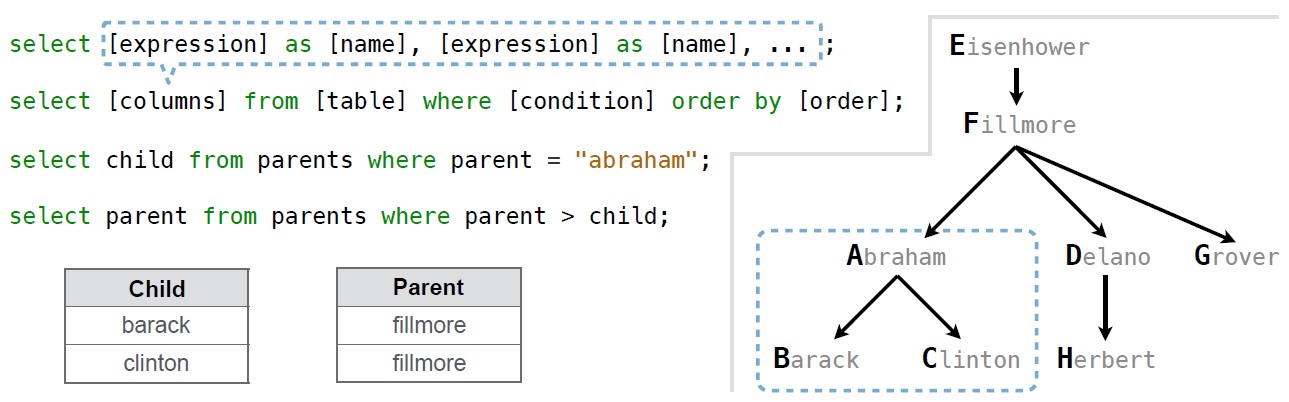 select [expression] as [name], [expression] as [name], ... ;
select [columns] from [table] where [condition] order by [order];
select child from parents where parent = "abraham";
select parent from parents where parent > child;
Child
barack
clinton
Parent
fillmore
fillmore
Eisenhower
Fillmore
Abraham
Delano
Grover
Barack
Clinton
Herbert